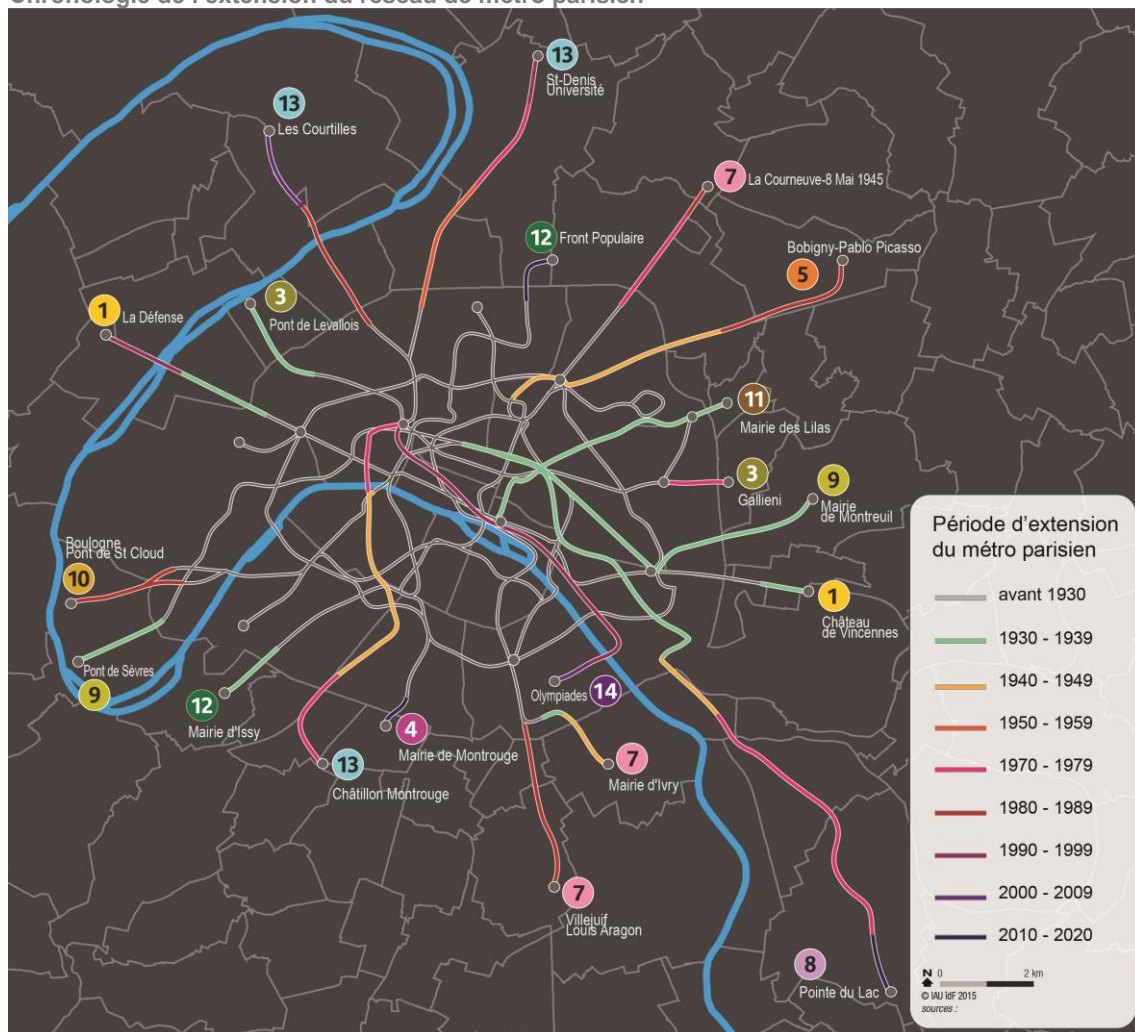 Chronologie de l'extension du réseau de métro parisien
13
St-Denis
Université
13
Les Courtilles
7
La Courneuve-8 Mai 1945
12
Front Populaire
Bobigny-Pablo Picasso
5
3
Pont de Levallois
1
La Défense
11
Mairie des Lilas
3
Gallieni
9
Mairie
de Montreuil
Boulogne
Pont de St Cloud
10
1
Château
de Vincennes
Pont de Sèvres
9
12
Mairie d'Issy
Olympiades
14
4
Mairie de Montrouge
13
Châtillon Montrouge
7
Mairie d'Ivry
7
Villejuif
Louis Aragon
8
Pointe du Lac
Période d'extension
du métro parisien
avant 1930
1930 - 1939
1940 - 1949
1950 - 1959
1970 - 1979
1980 - 1989
1990 - 1999
2000 - 2009
2010 - 2020
N 0 2 km
© IAU îdF 2015
sources :